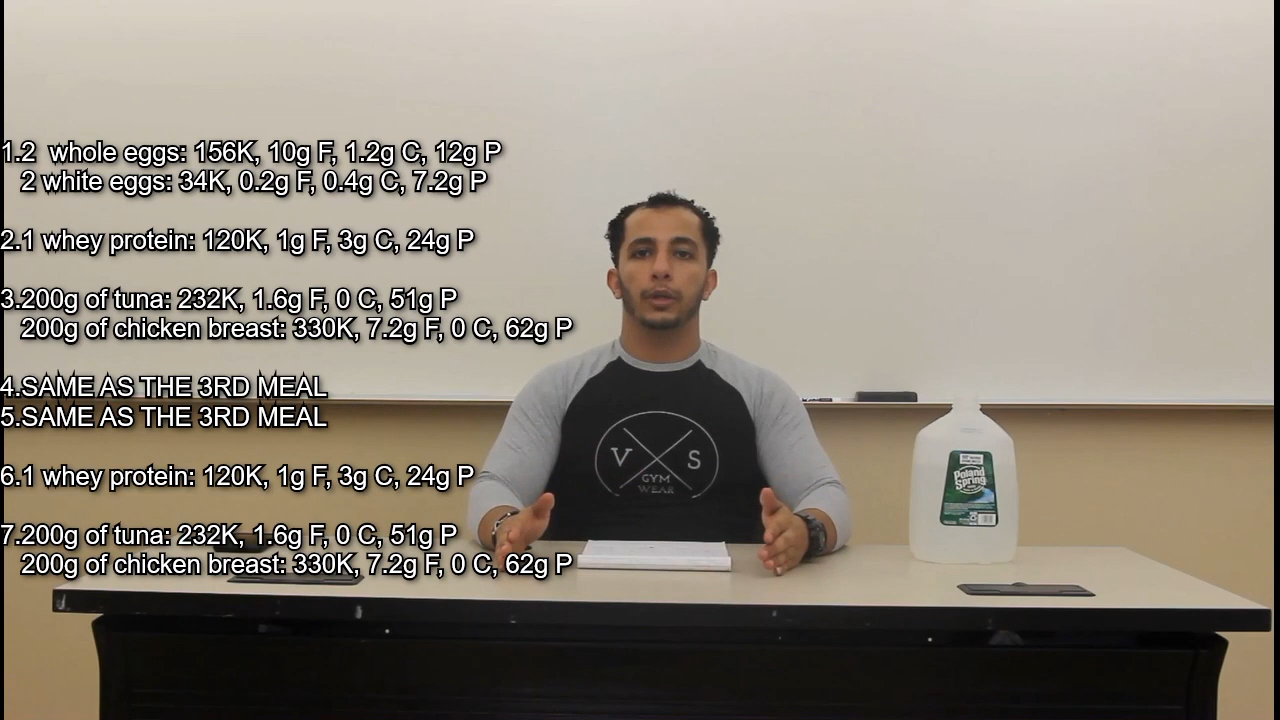 1.2 whole eggs: 156K, 10g F, 1.2g C, 12g P
2 white eggs: 34K, 0.2g F, 0.4g C, 7.2g P
2.1 whey protein: 120K, 1g F, 3g C, 24g P
3.200g of tuna: 232K, 1.6g F, 0 C, 51g P
200g of chicken breast: 330K, 7.2g F, 0 C, 62g P
4.SAME AS THE 3RD MEAL
5.SAME AS THE 3RD MEAL
6.1 whey protein: 120K, 1g F, 3g C, 24g P
7.200g of tuna: 232K, 1.6g F, 0 C, 51g P
200g of chicken breast: 330K, 7.2g F, 0 C, 62g P
V S
GYM
WEAR
Poland
Spring